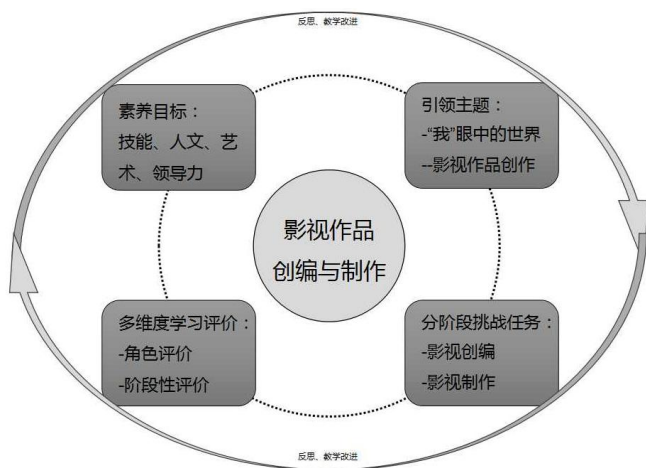 反思、教学改进
素养目标：
技能、人文、艺
术、领导力
引领主题：
-“我”眼中的世界
--影视作品创作
影视作品
创编与制作
多维度学习评价：
-角色评价
-阶段性评价
分阶段挑战任务：
-影视创编
-影视制作
反思、教学改进